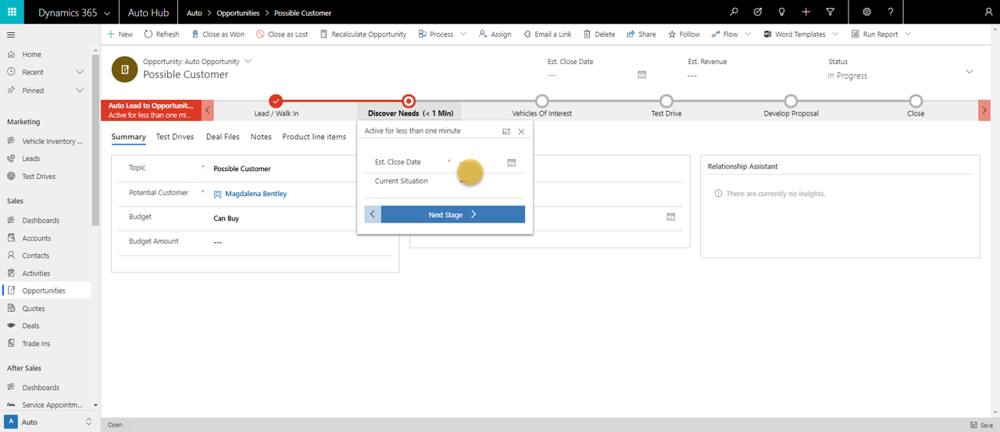 Dynamics 365
Auto Hub
Auto > Opportunities > Possible Customer
New
Refresh
Close as Won
Close as Lost
Recalculate Opportunity
Process
Assign
Email a Link
Delete
Share
Follow
Flow
Word Templates
Run Report
Home
Recent
Pinned
Marketing
Vehicle Inventory ...
Leads
Test Drives
Sales
Dashboards
Accounts
Contacts
Activities
Opportunities
Quotes
Deals
Trade Ins
After Sales
Dashboards
Service Appointm...
A Auto
Opportunity: Auto Opportunity
Possible Customer
Est. Close Date
---
Est. Revenue
---
Status
In Progress
Auto Lead to Opportunit...
Active for less than one mi...
Lead / Walk In
Discover Needs (< 1 Min)
Vehicles Of Interest
Test Drive
Develop Proposal
Close
Summary
Test Drives
Deal Files
Notes
Product line items
Active for less than one minute
Est. Close Date * ---
Current Situation ---
Next Stage
Topic * Possible Customer
Potential Customer * Magdalena Bentley
Budget Can Buy
Budget Amount ---
Relationship Assistant
There are currently no insights.
Open
Save